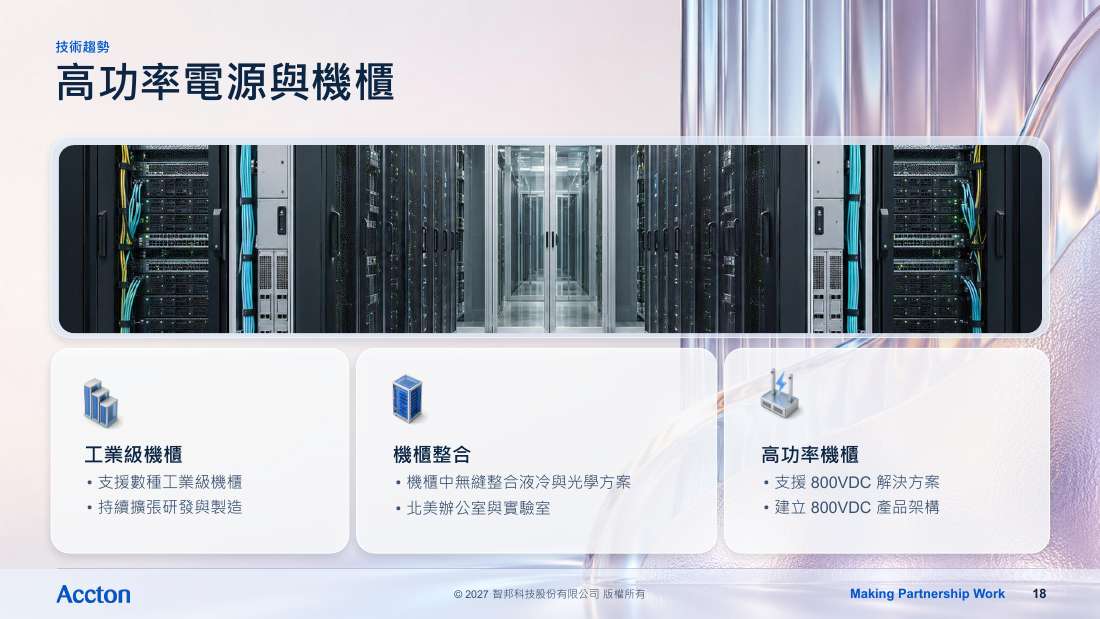 技術趨勢
高功率電源與機櫃
工業級機櫃
• 支援數種工業級機櫃
• 持續擴張研發與製造
機櫃整合
• 機櫃中無縫整合液冷與光學方案
• 北美辦公室與實驗室
高功率機櫃
• 支援 800VDC 解決方案
• 建立 800VDC 產品架構
Accton
© 2027 智邦科技股份有限公司 版權所有
Making Partnership Work
18